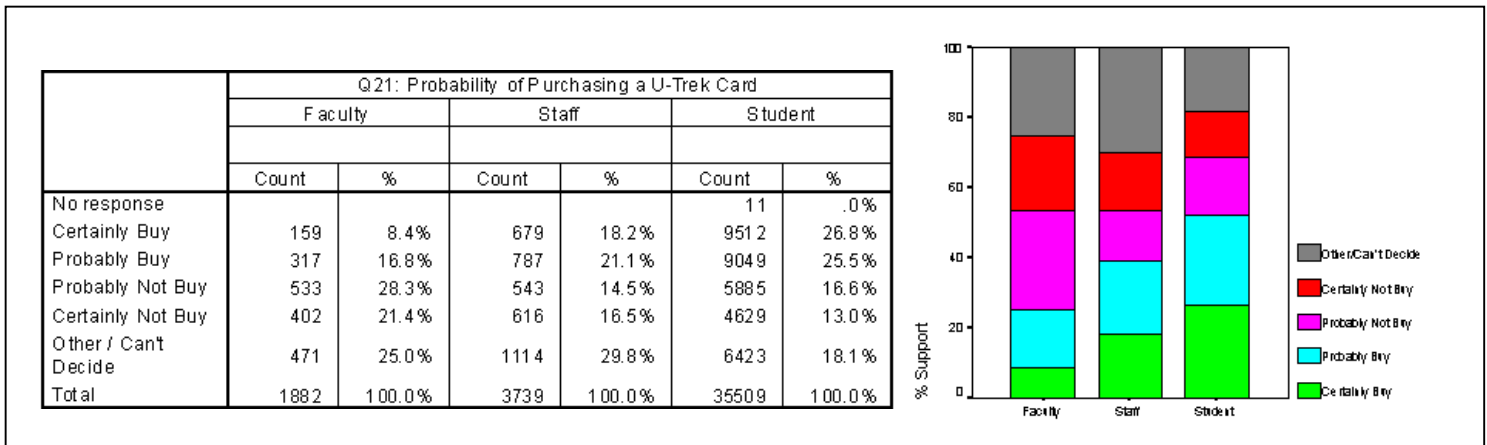 Q21: Probability of Purchasing a U-Trek Card
Faculty Staff Student
Count % Count % Count %
No response 11 .0%
Certainly Buy 159 8.4% 679 18.2% 9512 26.8%
Probably Buy 317 16.8% 787 21.1% 9049 25.5%
Probably Not Buy 533 28.3% 543 14.5% 5885 16.6%
Certainly Not Buy 402 21.4% 616 16.5% 4629 13.0%
Other / Can't
Decide 471 25.0% 1114 29.8% 6423 18.1%
Total 1882 100.0% 3739 100.0% 35509 100.0%
% Support
100
80
60
40
20
0
Faculty Staff Student
Other/Can't Decide
Certainly Not Buy
Probably Not Buy
Probably Buy
Certainly Buy